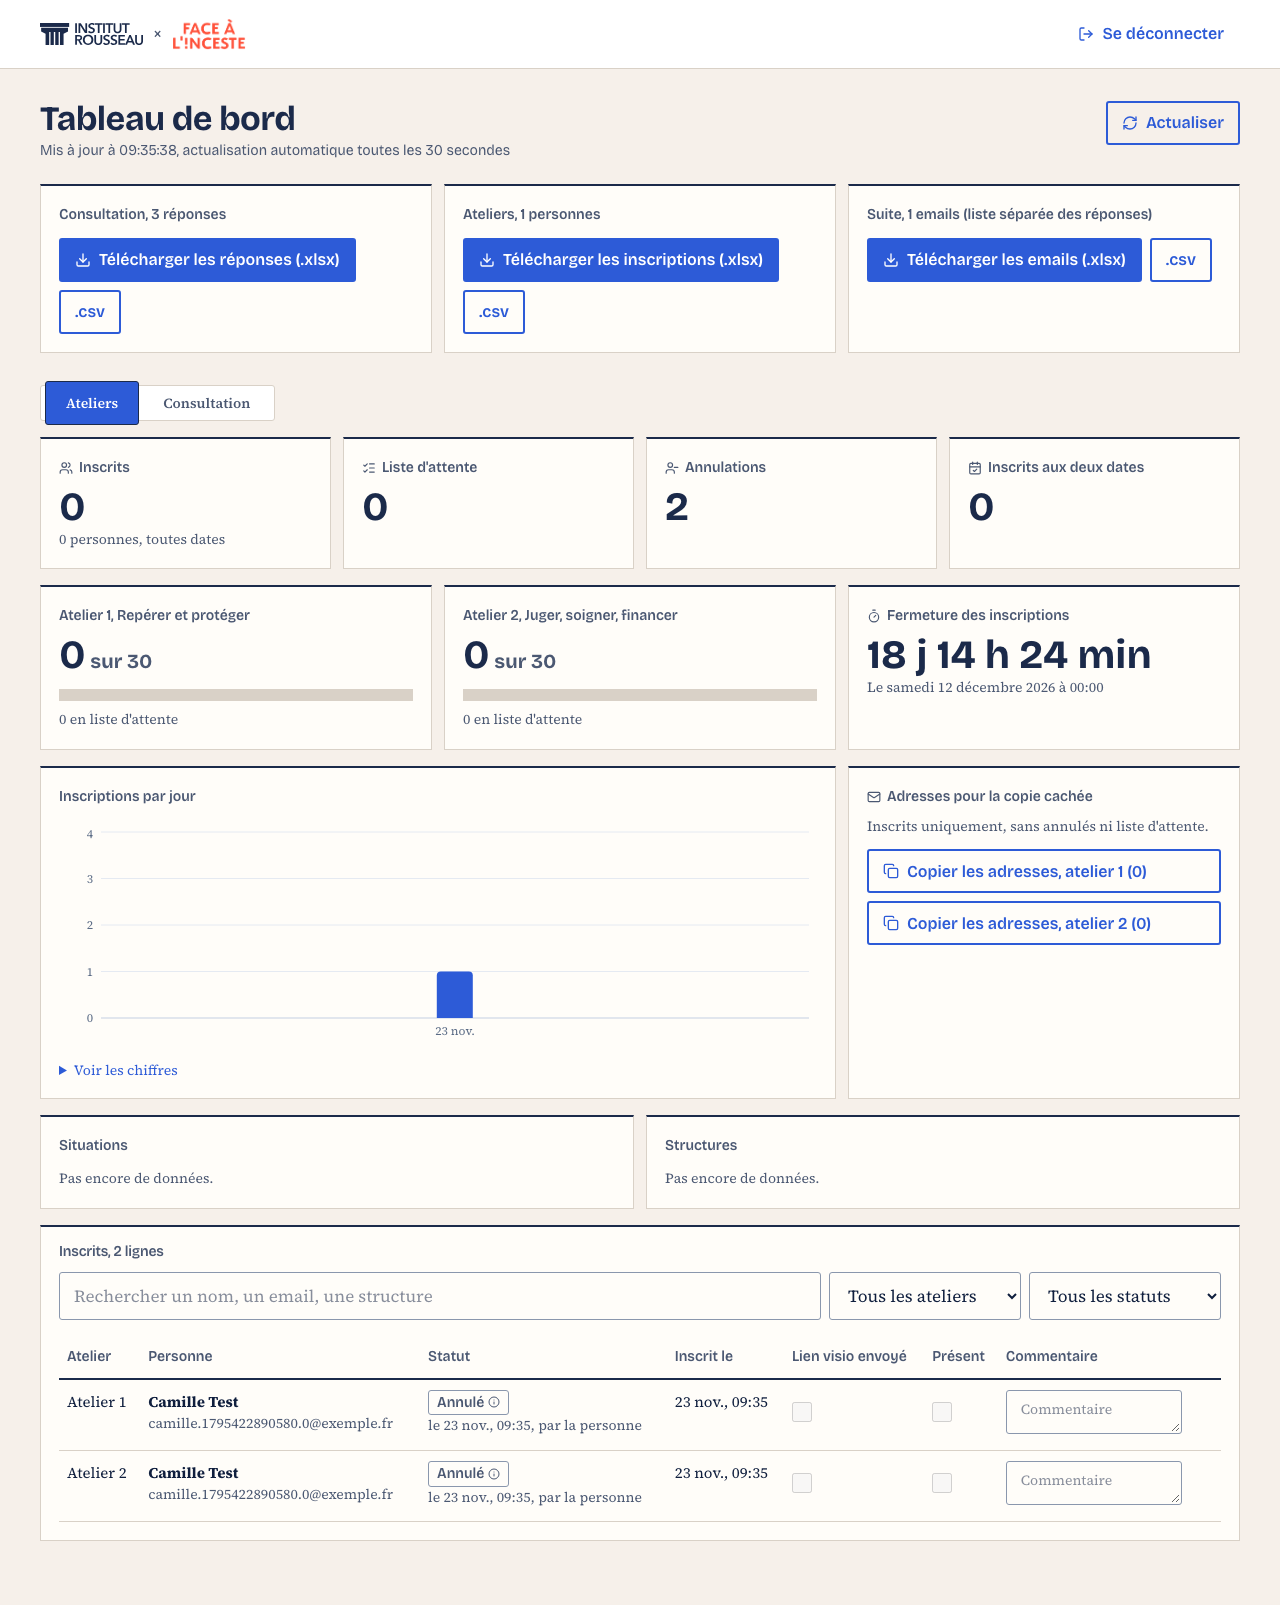 INSTITUT ROUSSEAU × FACE À L'INCESTE
Se déconnecter
Tableau de bord
Actualiser
Mis à jour à 09:35:38, actualisation automatique toutes les 30 secondes
Consultation, 3 réponses
Télécharger les réponses (.xlsx)
.csv
Ateliers, 1 personnes
Télécharger les inscriptions (.xlsx)
.csv
Suite, 1 emails (liste séparée des réponses)
Télécharger les emails (.xlsx)
.csv
Ateliers
Consultation
Inscrits
0
0 personnes, toutes dates
Liste d'attente
0
Annulations
2
Inscrits aux deux dates
0
Atelier 1, Repérer et protéger
0 sur 30
0 en liste d'attente
Atelier 2, Juger, soigner, financer
0 sur 30
0 en liste d'attente
Fermeture des inscriptions
18 j 14 h 24 min
Le samedi 12 décembre 2026 à 00:00
Inscriptions par jour
4
3
2
1
0
23 nov.
Voir les chiffres
Adresses pour la copie cachée
Inscrits uniquement, sans annulés ni liste d'attente.
Copier les adresses, atelier 1 (0)
Copier les adresses, atelier 2 (0)
Situations
Pas encore de données.
Structures
Pas encore de données.
Inscrits, 2 lignes
Rechercher un nom, un email, une structure
Tous les ateliers
Tous les statuts
Atelier Personne Statut Inscrit le Lien visio envoyé Présent Commentaire
Atelier 1 Camille Test Annulé 23 nov., 09:35 Commentaire
camille.1795422890580.0@exemple.fr le 23 nov., 09:35, par la personne
Atelier 2 Camille Test Annulé 23 nov., 09:35 Commentaire
camille.1795422890580.0@exemple.fr le 23 nov., 09:35, par la personne